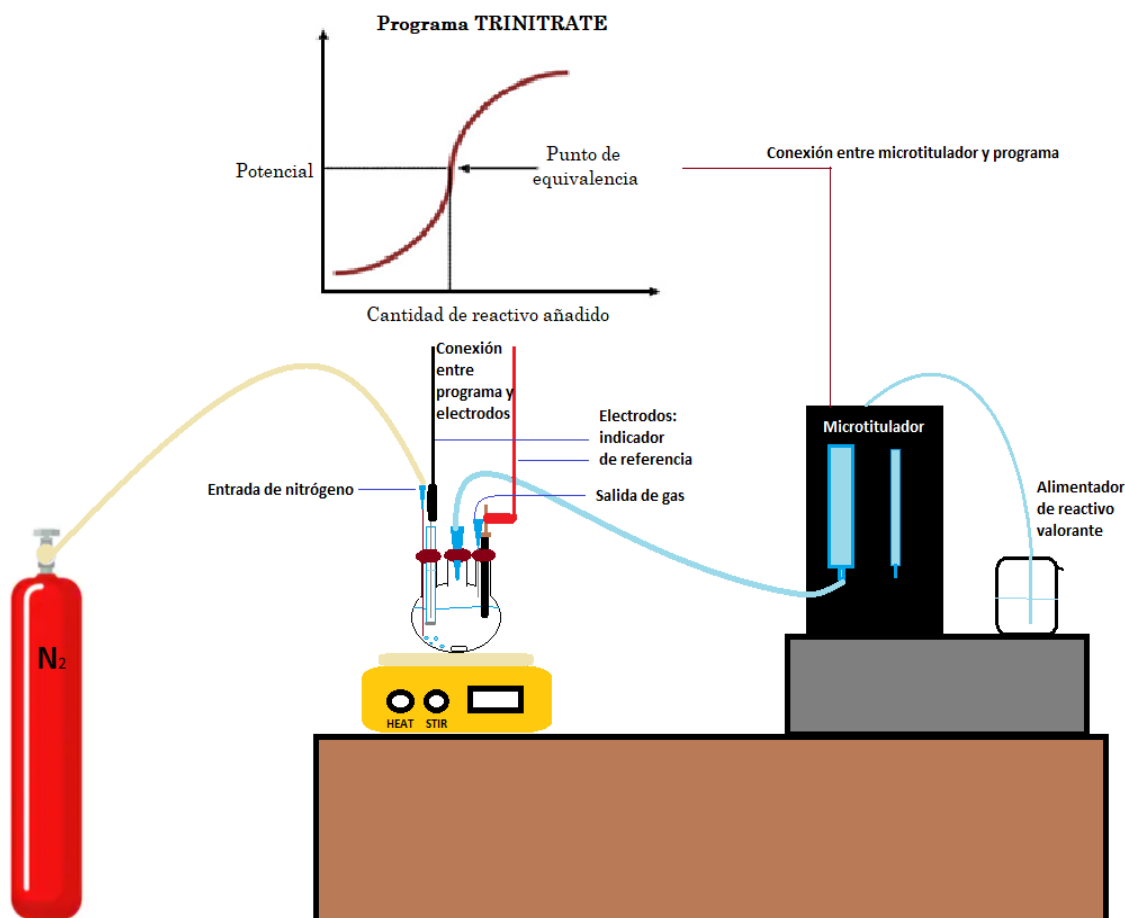 Programa TRINITRATE
Potencial
Punto de
equivalencia
Conexión entre microtitulador y programa
Cantidad de reactivo añadido
Conexión
entre
programa y
electrodos
Electrodos:
indicador
de referencia
Entrada de nitrógeno
Salida de gas
Microtitulador
Alimentador
de reactivo
valorante
N2
HEAT STIR